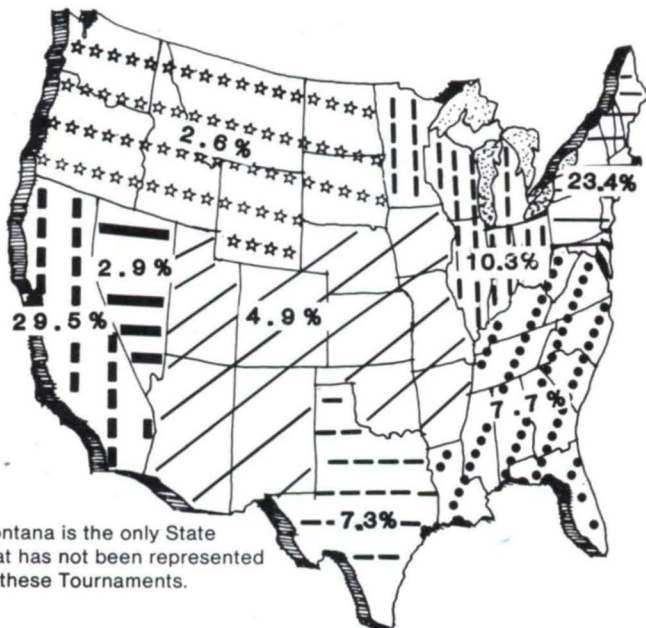 2.6%
23.4%
2.9%
10.3%
29.5%
4.9%
7.7%
7.3%
ontana is the only State
at has not been represented
these Tournaments.